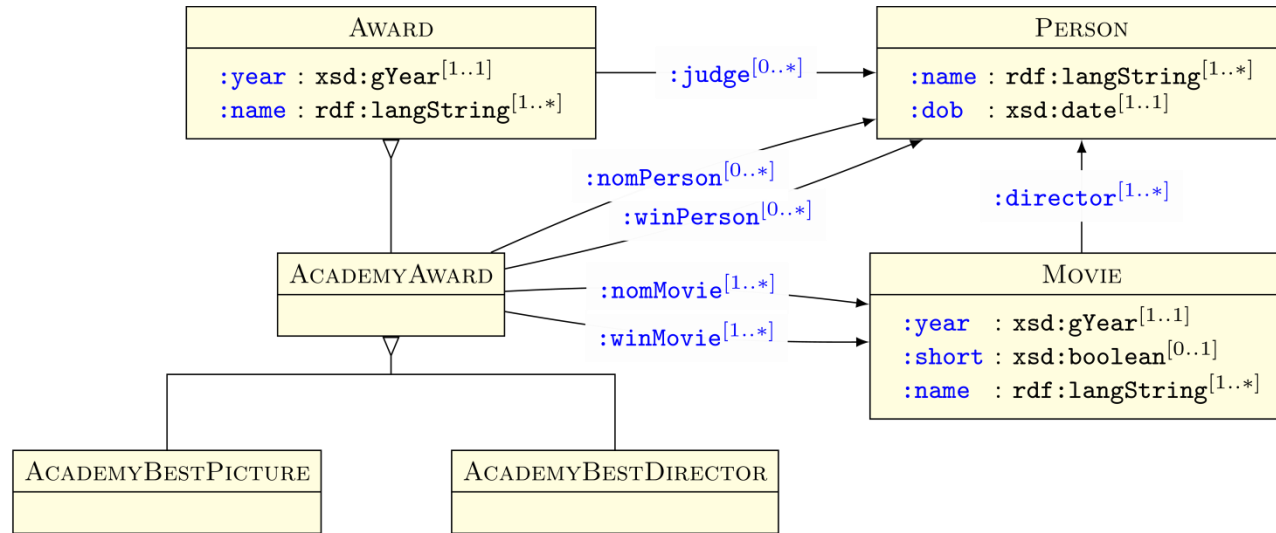 AWARD
:year : xsd:gYear[1..1]
:name : rdf:langString[1..*]
:judge[0..*]
PERSON
:name : rdf:langString[1..*]
:dob : xsd:date[1..1]
:nomPerson[0..*]
:winPerson[0..*]
:director[1..*]
ACADEMYAWARD
:nomMovie[1..*]
:winMovie[1..*]
MOVIE
:year : xsd:gYear[1..1]
:short : xsd:boolean[0..1]
:name : rdf:langString[1..*]
ACADEMYBESTPICTURE
ACADEMYBESTDIRECTOR